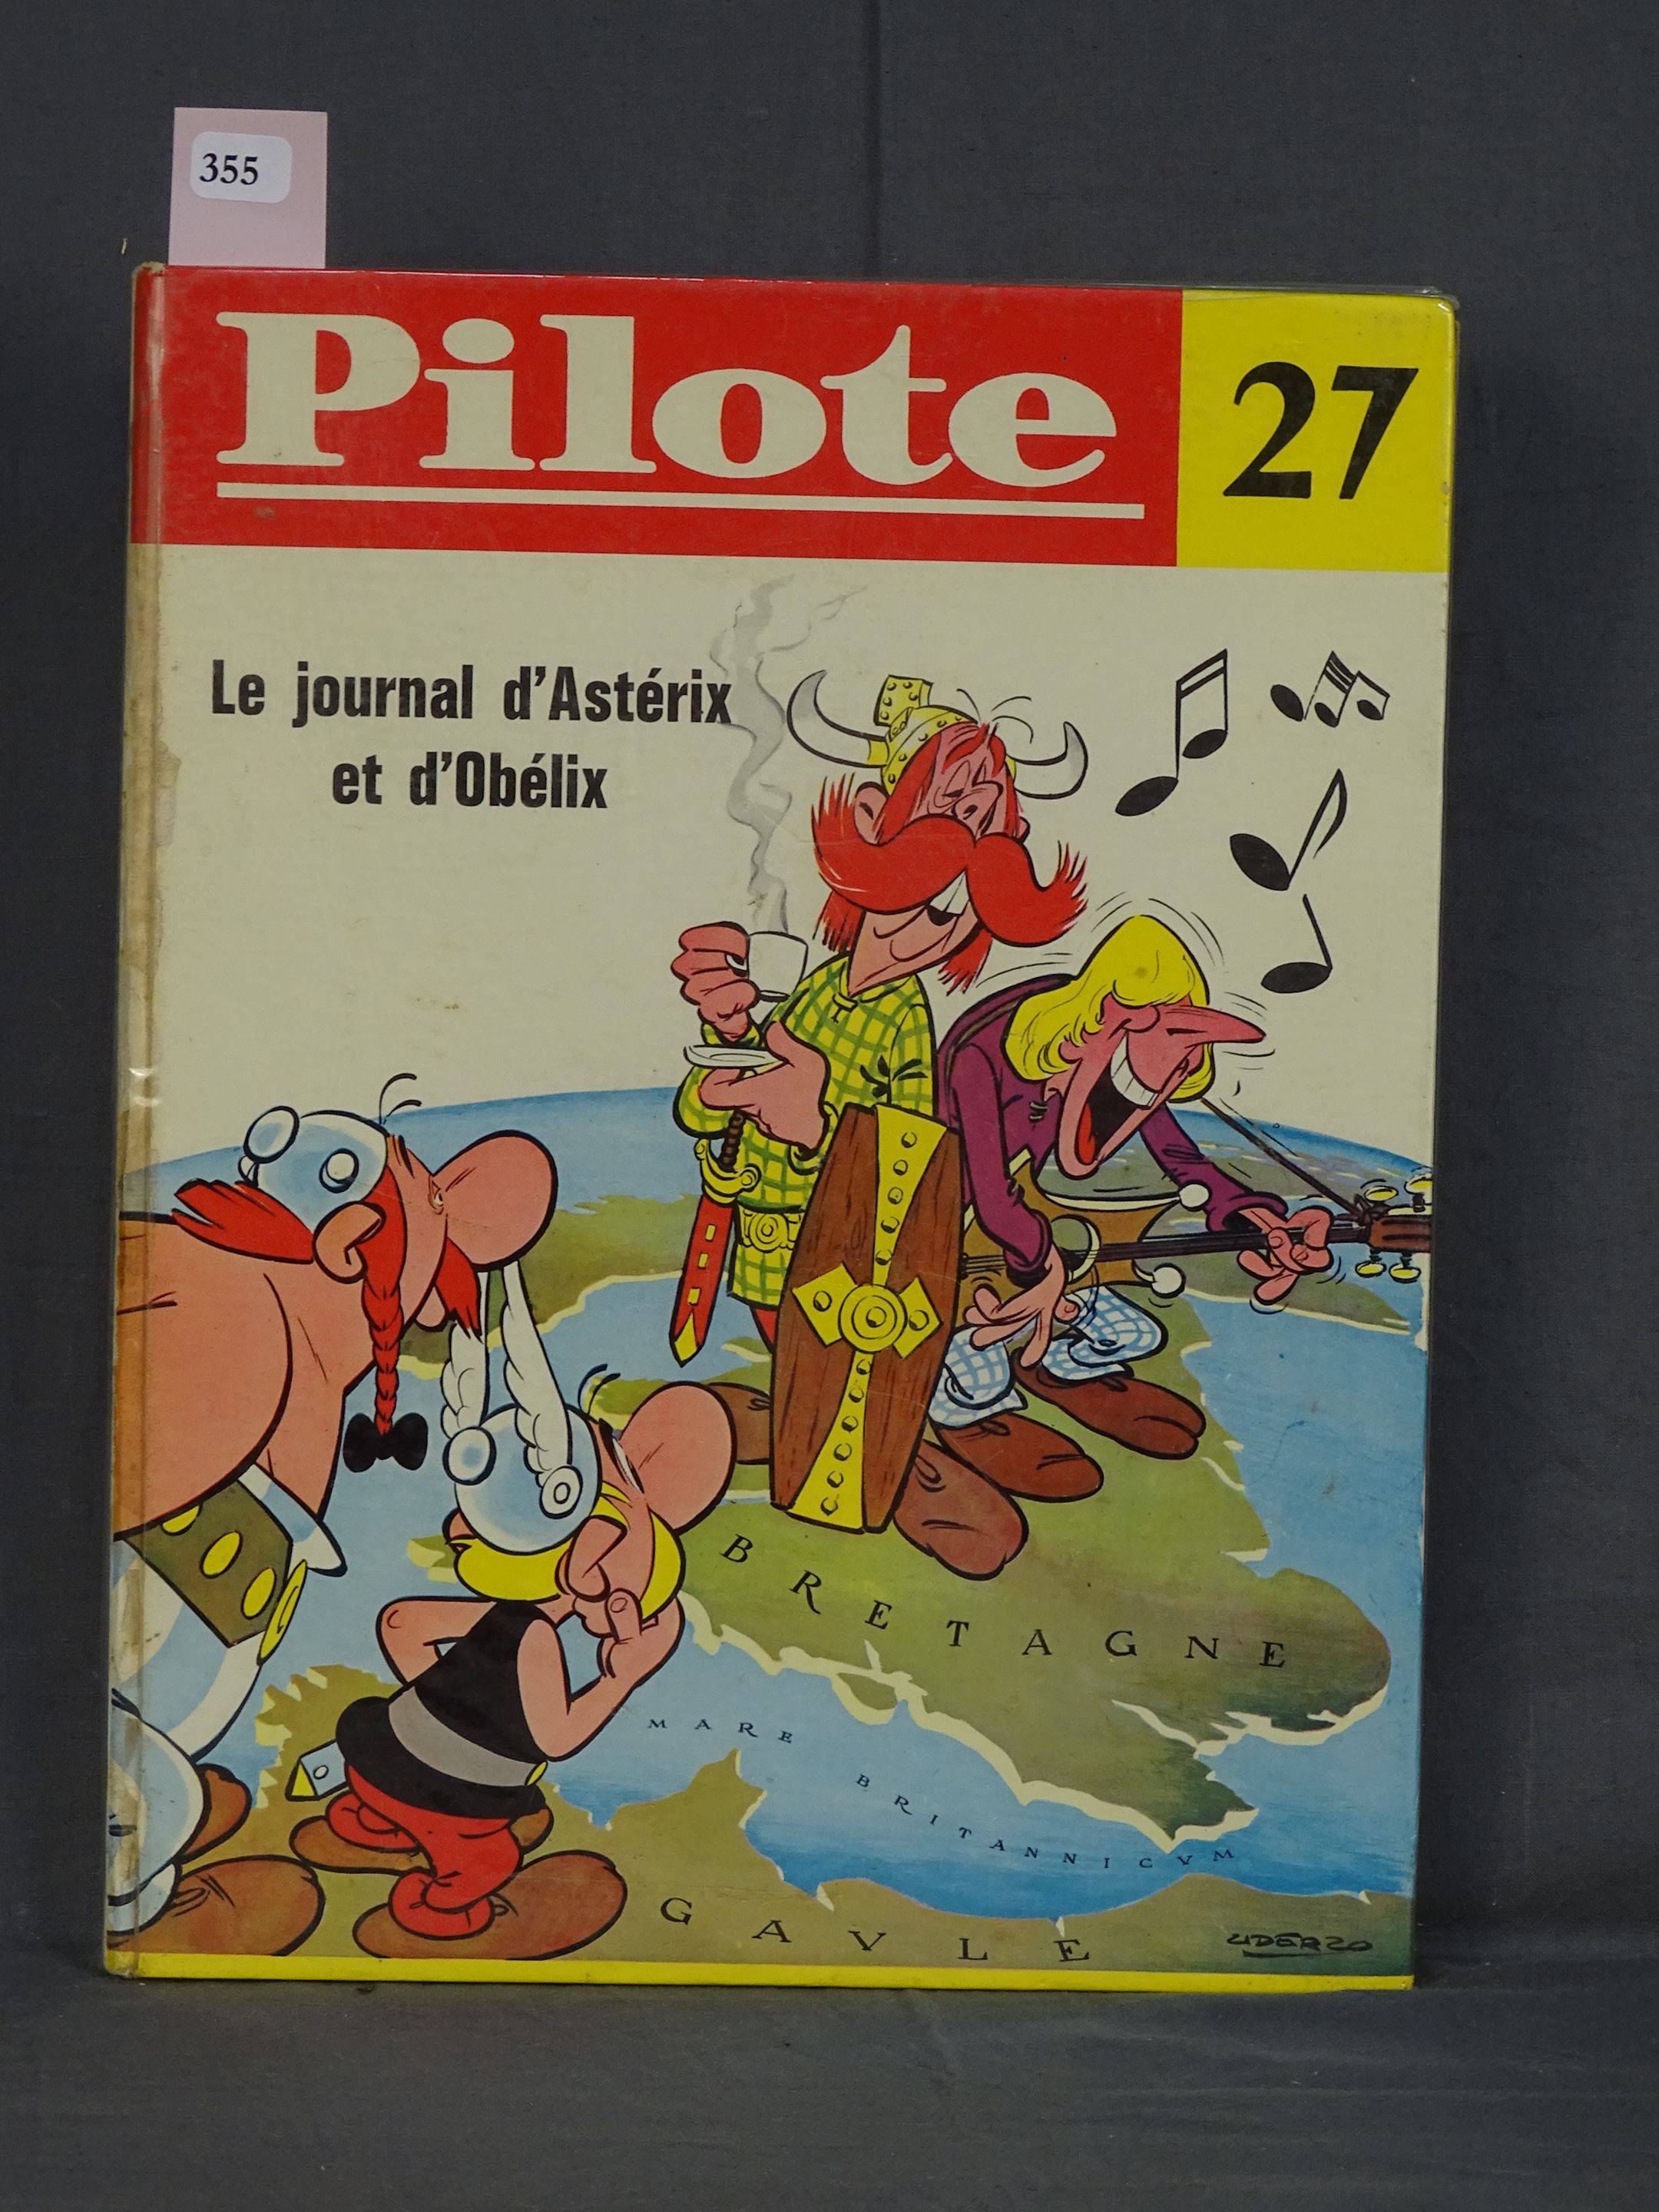 355
Pilote
27
Le journal d'Astérix
et d'Obélix
BRETAGNE
MARE BRITANNICVM
GAVLE
UDERZO